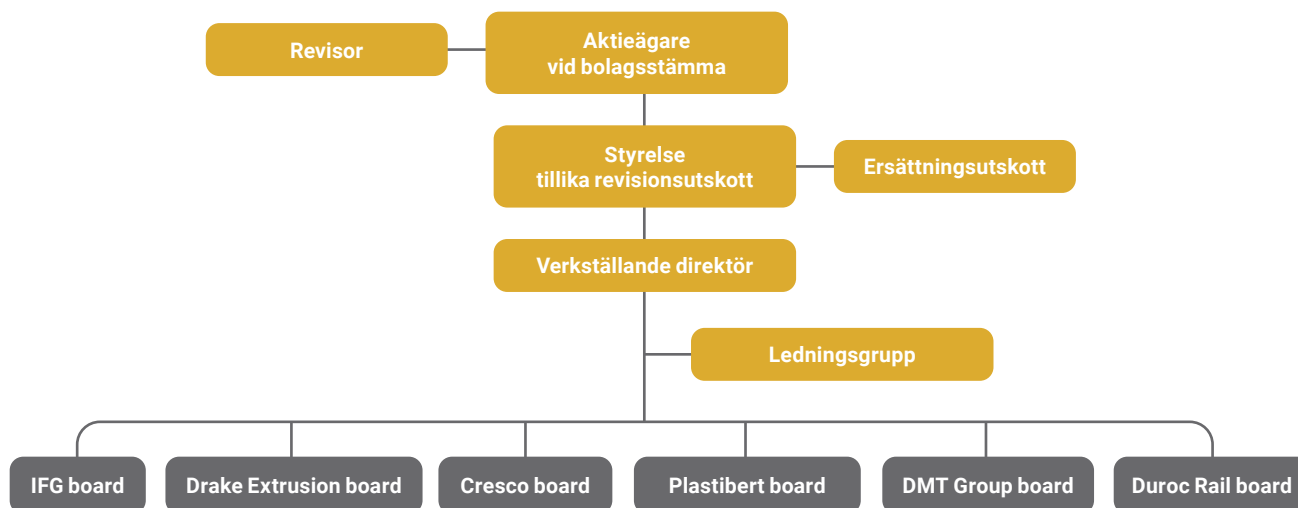 Revisor
Aktieägare
vid bolagsstämma
Styrelse
tillika revisionsutskott
Ersättningsutskott
Verkställande direktör
Ledningsgrupp
IFG board
Drake Extrusion board
Cresco board
Plastibert board
DMT Group board
Duroc Rail board